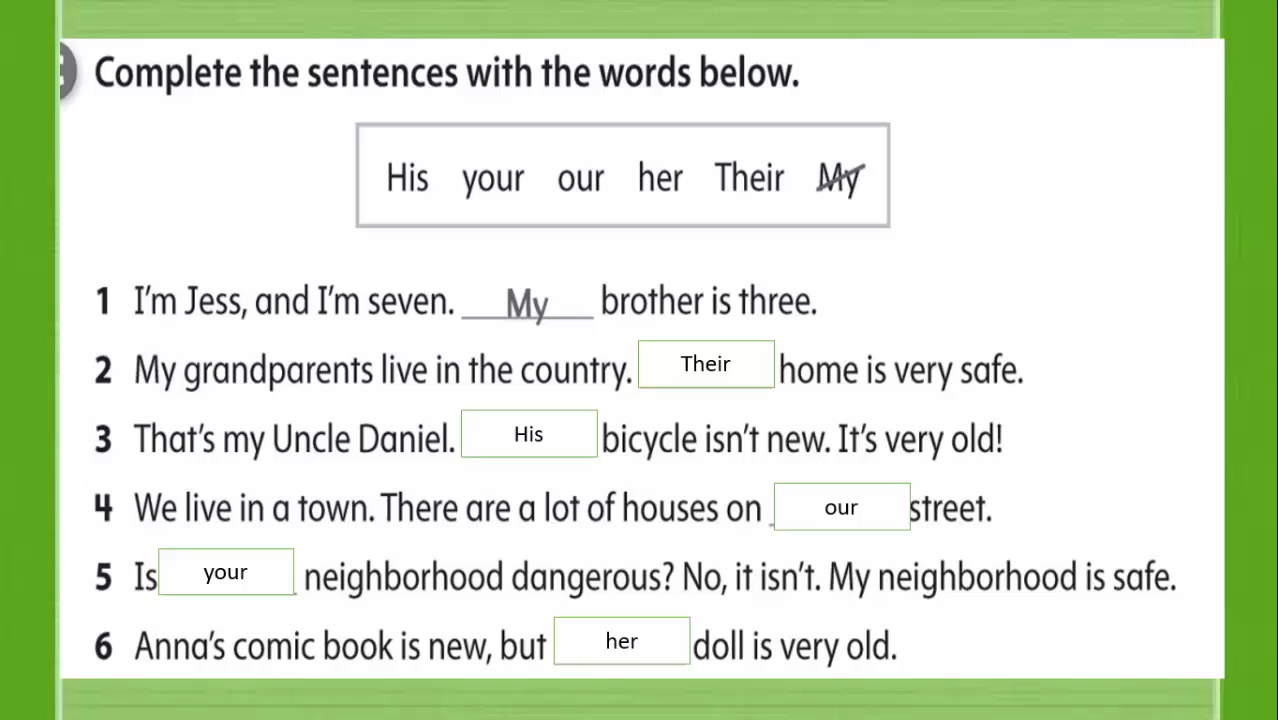 Complete the sentences with the words below.
His your our her Their My
1 I'm Jess, and I'm seven. My brother is three.
2 My grandparents live in the country. Their home is very safe.
3 That's my Uncle Daniel. His bicycle isn't new. It's very old!
4 We live in a town. There are a lot of houses on our street.
5 Is your neighborhood dangerous? No, it isn't. My neighborhood is safe.
6 Anna's comic book is new, but her doll is very old.